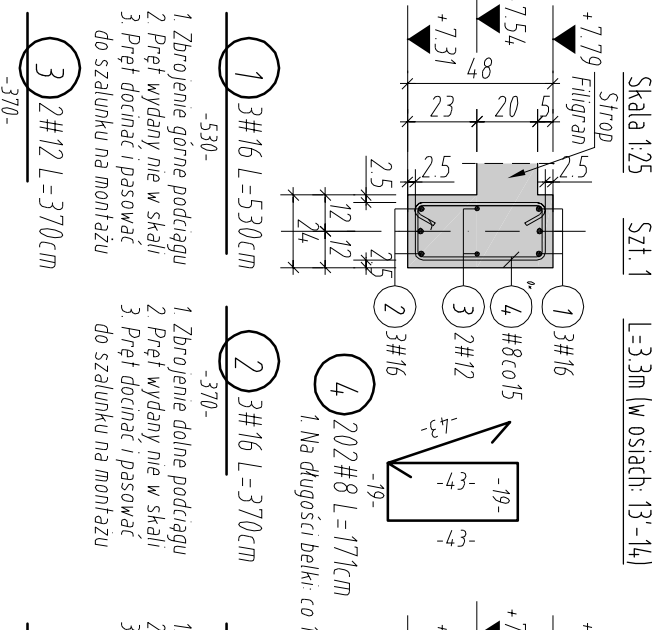 Skala 1:25 Szt. 1 L=3.3m (w osiach: 13'-14)
+7.79
+7.54
+7.31
Strop
Filigran
48
23 20 5
2.5 2.5
2.5
12
12
24
2.5
1 3#16
4 #8co15
3 2#12
2 3#16
-43-
-19-
-43-
-19-
-43-
4 202#8 L=171cm
1. Na długości belki: co 1
1 3#16 L=530cm
-530-
1. Zbrojenie górne podciągu
2. Pręt wydany nie w skali
3. Pręt docinać i pasować
do szalunku na montażu
2 3#16 L=370cm
-370-
1. Zbrojenie dolne podciągu
2. Pręt wydany nie w skali
3. Pręt docinać i pasować
do szalunku na montażu
3 2#12 L=370cm
-370-